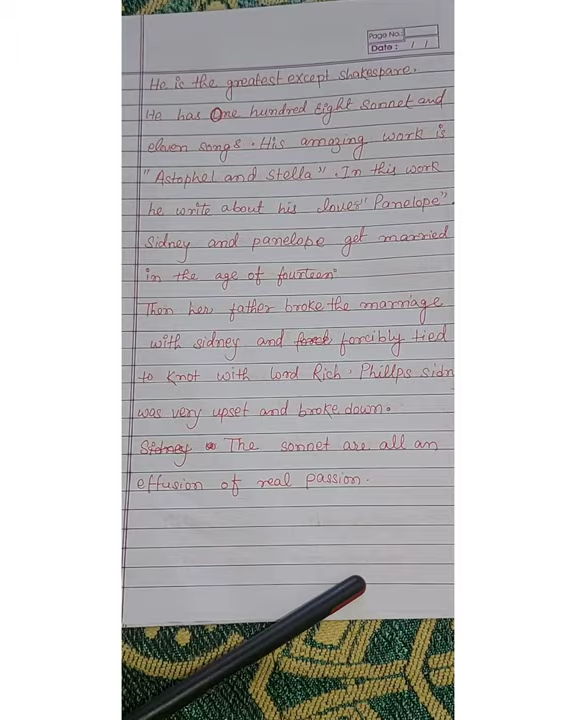 Page No.:
Date : / /
He is the greatest except shakespare.
He has One hundred Eight sonnet and
eleven songs. His amazing work is
"Astophel and Stella". In this work
he write about his lover "Panelope".
Sidney and panelope get married
in the age of fourteen.
Then her father broke the marriage
with sidney and force forcibly tied
to Knot with Lord Rich. Phillps sidn
was very upset and broke down.
Sidney The sonnet are all an
effusion of real passion.